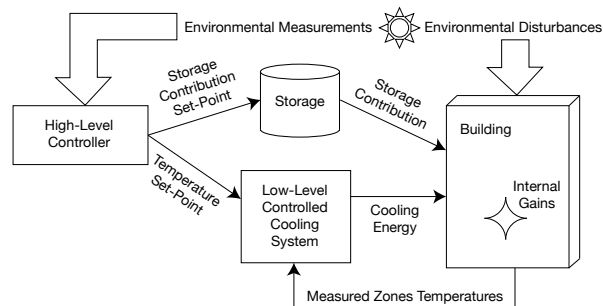 Environmental Measurements
Environmental Disturbances
Storage
Contribution
Set-Point
Storage
Storage
Contribution
High-Level
Controller
Building
Temperature
Set-Point
Low-Level
Controlled
Cooling
System
Cooling
Energy
Internal
Gains
Measured Zones Temperatures